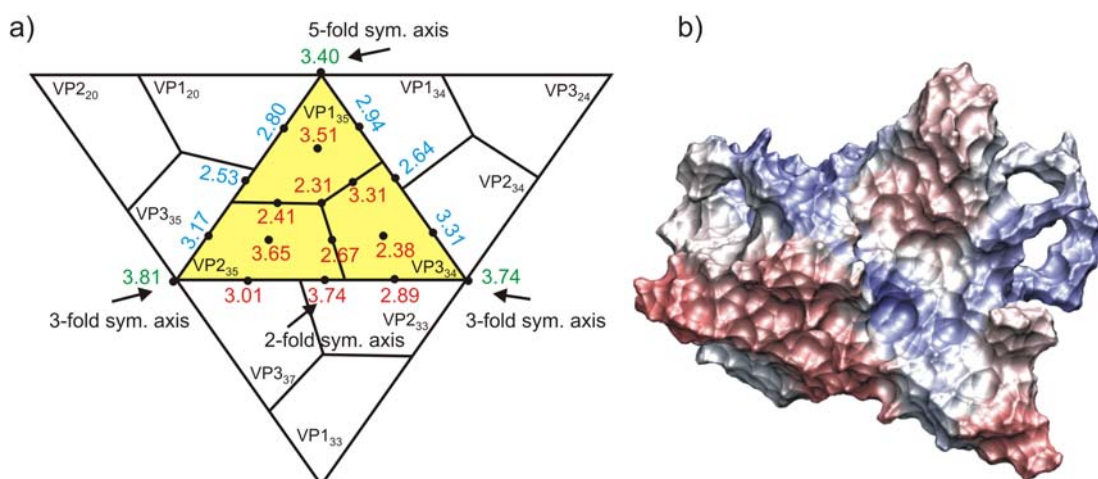 a)
b)
5-fold sym. axis
3.40
VP2₂₀
VP1₂₀
VP1₃₄
VP3₂₄
VP1₃₅
2.80
2.94
3.51
2.53
2.64
2.31
3.31
VP2₃₄
VP3₃₅
2.41
3.17
3.31
3.65
2.67
2.38
VP2₃₅
VP3₃₄
3.81
3.74
3.01
3.74
2.89
3-fold sym. axis
VP2₃₃
3-fold sym. axis
2-fold sym. axis
VP3₃₇
VP1₃₃